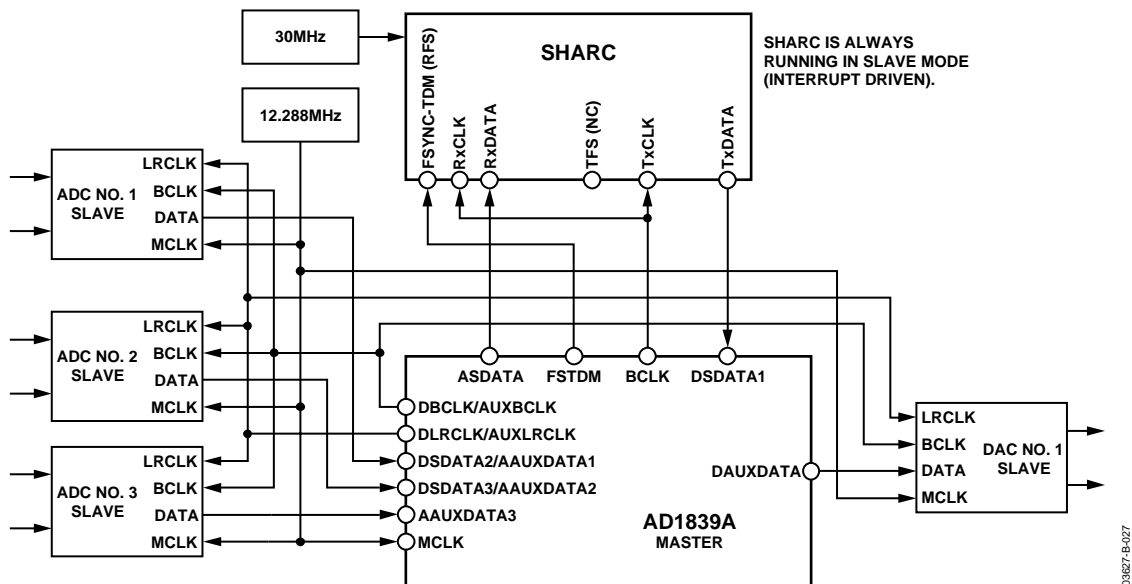 30MHz
12.288MHz
SHARC
FSYNC-TDM (RFS)
RxCLK
RxDATA
TFS (NC)
TxCLK
TxDATA
SHARC IS ALWAYS
RUNNING IN SLAVE MODE
(INTERRUPT DRIVEN).
ADC NO. 1
SLAVE
LRCLK
BCLK
DATA
MCLK
ADC NO. 2
SLAVE
LRCLK
BCLK
DATA
MCLK
ADC NO. 3
SLAVE
LRCLK
BCLK
DATA
MCLK
ASDATA
FSTDM
BCLK
DSDATA1
DBCLK/AUXBCLK
DLRCLK/AUXLRCLK
DSDATA2/AAUXDATA1
DSDATA3/AAUXDATA2
AAUXDATA3
MCLK
DAUXDATA
AD1839A
MASTER
LRCLK
BCLK
DATA
MCLK
DAC NO. 1
SLAVE
03627-B-027